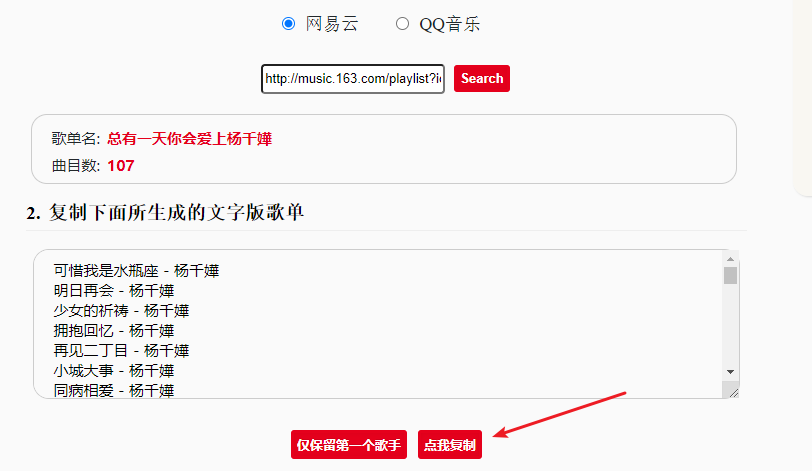 网易云 QQ音乐
http://music.163.com/playlist?i Search
歌单名: 总有一天你会爱上杨千嬅
曲目数: 107
2. 复制下面所生成的文字版歌单
可惜我是水瓶座 - 杨千嬅
明日再会 - 杨千嬅
少女的祈祷 - 杨千嬅
拥抱回忆 - 杨千嬅
再见二丁目 - 杨千嬅
小城大事 - 杨千嬅
同病相爱 - 杨千嬅
仅保留第一个歌手 点我复制